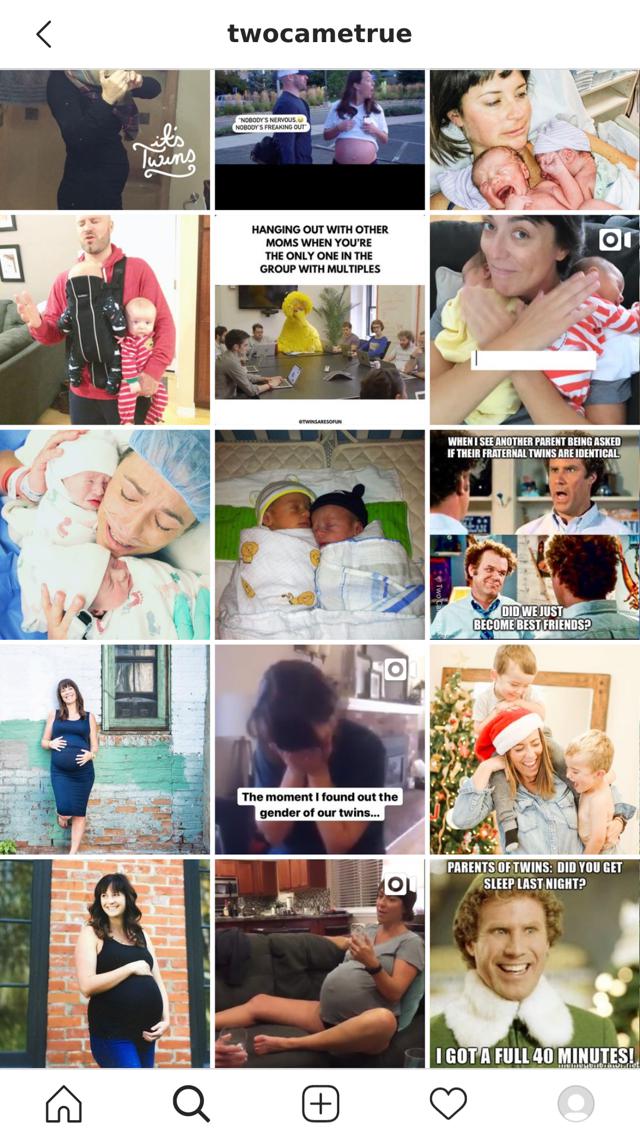 twocametrue
it's
Twins
"NOBODY'S NERVOUS.😅
NOBODY'S FREAKING OUT"
HANGING OUT WITH OTHER
MOMS WHEN YOU'RE
THE ONLY ONE IN THE
GROUP WITH MULTIPLES
@TWINSARESOFUN
WHEN I SEE ANOTHER PARENT BEING ASKED
IF THEIR FRATERNAL TWINS ARE IDENTICAL.
DID WE JUST
BECOME BEST FRIENDS?
The moment I found out the
gender of our twins...
PARENTS OF TWINS: DID YOU GET
SLEEP LAST NIGHT?
I GOT A FULL 40 MINUTES!
memegenerator.net